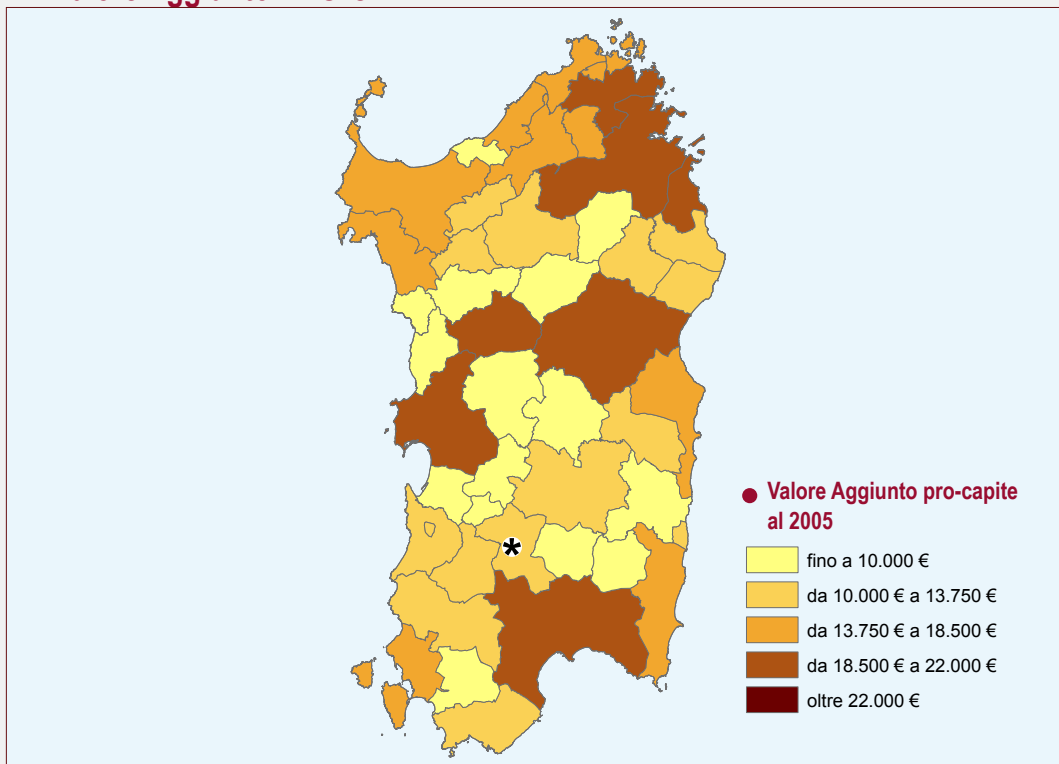 ● Valore Aggiunto pro-capite
al 2005
fino a 10.000 €
da 10.000 € a 13.750 €
da 13.750 € a 18.500 €
da 18.500 € a 22.000 €
oltre 22.000 €
*